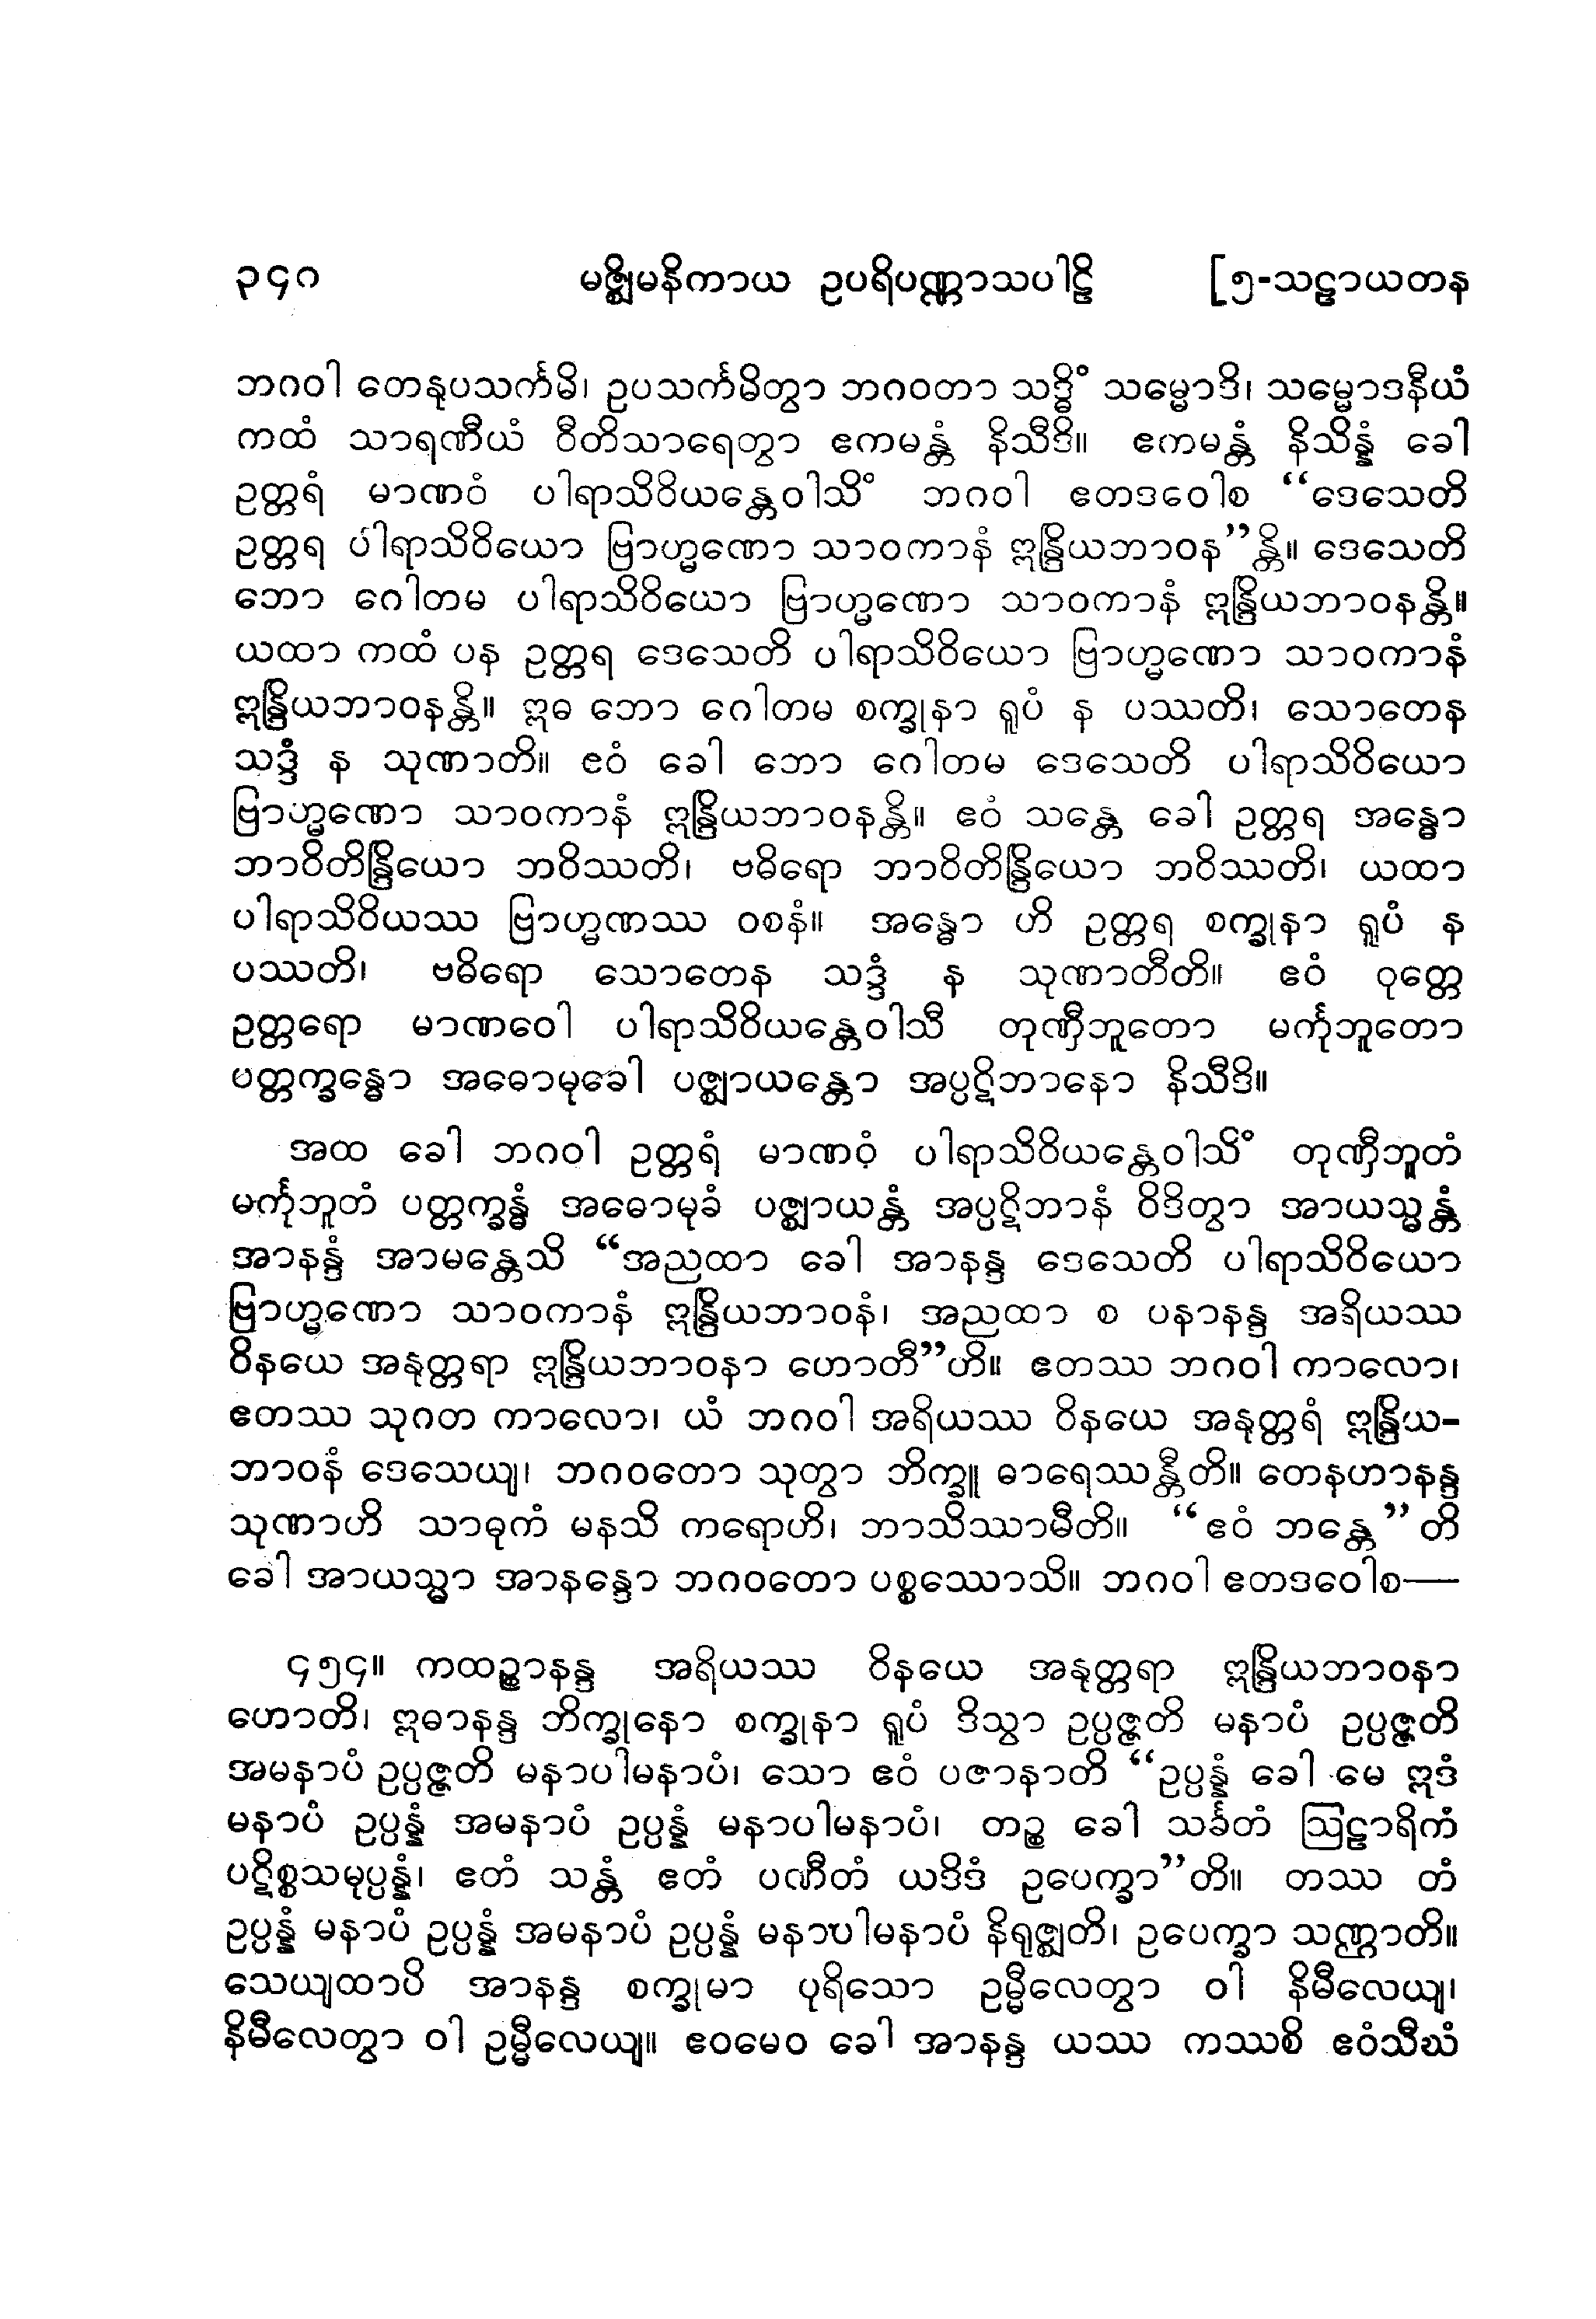 ၃၄၈ မဇ္ဈိမနိကာယ ဥပရိပဏ္ဏာသပါဠိ [၅-သဠာယတန
ဘဂဝါ တေနုပသင်္ကမိ၊ ဥပသင်္ကမိတွာ ဘဂဝတာ သဒ္ဓိံ သမ္မောဒိ၊ သမ္မောဒနီယံ
ကထံ သာရဏီယံ ဝီတိသာရေတွာ ဧကမန္တံ နိသီဒိ။ ဧကမန္တံ နိသိန္နံ ခေါ
ဥတ္တရံ မာဏဝံ ပါရာသိဝိယန္တေဝါသိံ ဘဂဝါ ဧတဒဝေါစ “ဒေသေတိ
ဥတ္တရ ပါရာသိဝိယော ဗြာဟ္မဏော သာဝကာနံ ဣန္ဒြိယဘာဝန”န္တိ။ ဒေသေတိ
ဘော ဂေါတမ ပါရာသိဝိယော ဗြာဟ္မဏော သာဝကာနံ ဣန္ဒြိယဘာဝနန္တိ။
ယထာ ကထံ ပန ဥတ္တရ ဒေသေတိ ပါရာသိဝိယော ဗြာဟ္မဏော သာဝကာနံ
ဣန္ဒြိယဘာဝနန္တိ။ ဣဓ ဘော ဂေါတမ စက္ခုနာ ရူပံ န ပဿတိ၊ သောတေန
သဒ္ဒံ န သုဏာတိ။ ဧဝံ ခေါ ဘော ဂေါတမ ဒေသေတိ ပါရာသိဝိယော
ဗြာဟ္မဏော သာဝကာနံ ဣန္ဒြိယဘာဝနန္တိ။ ဧဝံ သန္တေ ခေါ ဥတ္တရ အန္ဓော
ဘာဝိတိန္ဒြိယော ဘဝိဿတိ၊ ဗဓိရော ဘာဝိတိန္ဒြိယော ဘဝိဿတိ၊ ယထာ
ပါရာသိဝိယဿ ဗြာဟ္မဏဿ ဝစနံ။ အန္ဓော ဟိ ဥတ္တရ စက္ခုနာ ရူပံ န
ပဿတိ၊ ဗဓိရော သောတေန သဒ္ဒံ န သုဏာတီတိ။ ဧဝံ ဝုတ္တေ
ဥတ္တရော မာဏဝေါ ပါရာသိဝိယန္တေဝါသီ တုဏှီဘူတော မင်္ကုဘူတော
ပတ္တက္ခန္ဓော အဓောမုခေါ ပဇ္ဈာယန္တော အပ္ပဋိဘာနော နိသီဒိ။
အထ ခေါ ဘဂဝါ ဥတ္တရံ မာဏဝံ ပါရာသိဝိယန္တေဝါသိံ တုဏှီဘူတံ
မင်္ကုဘူတံ ပတ္တက္ခန္ဓံ အဓောမုခံ ပဇ္ဈာယန္တံ အပ္ပဋိဘာနံ ဝိဒိတွာ အာယသ္မန္တံ
အာနန္ဒံ အာမန္တေသိ “အညထာ ခေါ အာနန္ဒ ဒေသေတိ ပါရာသိဝိယော
ဗြာဟ္မဏော သာဝကာနံ ဣန္ဒြိယဘာဝနံ၊ အညထာ စ ပနာနန္ဒ အရိယဿ
ဝိနယေ အနုတ္တရာ ဣန္ဒြိယဘာဝနာ ဟောတီ”ဟိ။ ဧတဿ ဘဂဝါ ကာလော၊
ဧတဿ သုဂတ ကာလော၊ ယံ ဘဂဝါ အရိယဿ ဝိနယေ အနုတ္တရံ ဣန္ဒြိယ-
ဘာဝနံ ဒေသေယျ၊ ဘဂဝတော သုတွာ ဘိက္ခူ ဓာရေဿန္တီတိ။ တေနဟာနန္ဒ
သုဏာဟိ သာဓုကံ မနသိ ကရောဟိ၊ ဘာသိဿာမီတိ။ “ဧဝံ ဘန္တေ”တိ
ခေါ အာယသ္မာ အာနန္ဒော ဘဂဝတော ပစ္စဿောသိ။ ဘဂဝါ ဧတဒဝေါစ—
၄၅၄။ ကထဉ္စာနန္ဒ အရိယဿ ဝိနယေ အနုတ္တရာ ဣန္ဒြိယဘာဝနာ
ဟောတိ၊ ဣဓာနန္ဒ ဘိက္ခုနော စက္ခုနာ ရူပံ ဒိသွာ ဥပ္ပဇ္ဇတိ မနာပံ ဥပ္ပဇ္ဇတိ
အမနာပံ ဥပ္ပဇ္ဇတိ မနာပါမနာပံ၊ သော ဧဝံ ပဇာနာတိ “ဥပ္ပန္နံ ခေါ မေ ဣဒံ
မနာပံ ဥပ္ပန္နံ အမနာပံ ဥပ္ပန္နံ မနာပါမနာပံ၊ တဉ္စ ခေါ သင်္ခတံ ဩဠာရိကံ
ပဋိစ္စသမုပ္ပန္နံ၊ ဧတံ သန္တံ ဧတံ ပဏီတံ ယဒိဒံ ဥပေက္ခာ”တိ။ တဿ တံ
ဥပ္ပန္နံ မနာပံ ဥပ္ပန္နံ အမနာပံ ဥပ္ပန္နံ မနာပါမနာပံ နိရုဇ္ဈတိ၊ ဥပေက္ခာ သဏ္ဌာတိ။
သေယျထာပိ အာနန္ဒ စက္ခုမာ ပုရိသော ဥမ္မီလေတွာ ဝါ နိမီလေယျ၊
နိမီလေတွာ ဝါ ဥမ္မီလေယျ။ ဧဝမေဝ ခေါ အာနန္ဒ ယဿ ကဿစိ ဧဝံသီဃံ